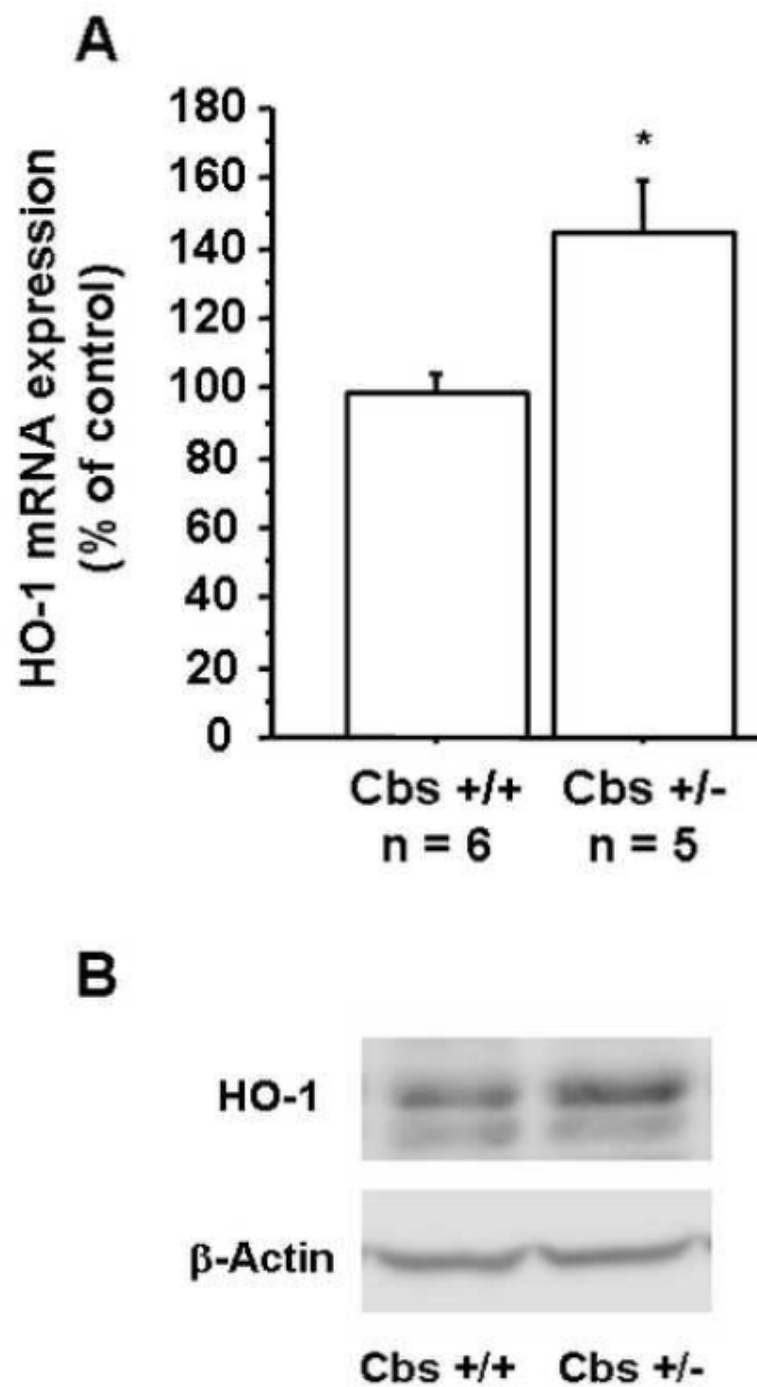 A
HO-1 mRNA expression
(% of control)
180
160
140
120
100
80
60
40
20
0
*
Cbs +/+ Cbs +/-
n = 6 n = 5
B
HO-1
β-Actin
Cbs +/+ Cbs +/-